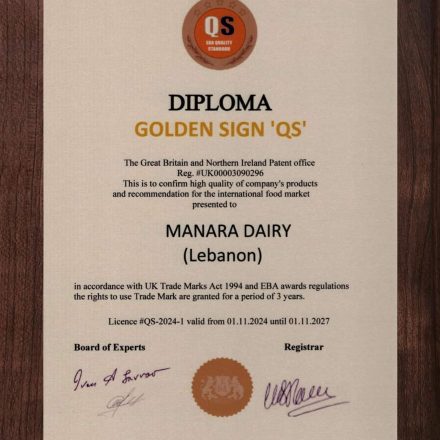 QS
EBA QUALITY
STANDARD
DIPLOMA
GOLDEN SIGN 'QS'
The Great Britain and Northern Ireland Patent office
Reg. #UK00003090296
This is to confirm high quality of company's products
and recommendation for the international food market
presented to
MANARA DAIRY
(Lebanon)
in accordance with UK Trade Marks Act 1994 and EBA awards regulations
the rights to use Trade Mark are granted for a period of 3 years.
Licence #QS-2024-1 valid from 01.11.2024 until 01.11.2027
Board of Experts Registrar